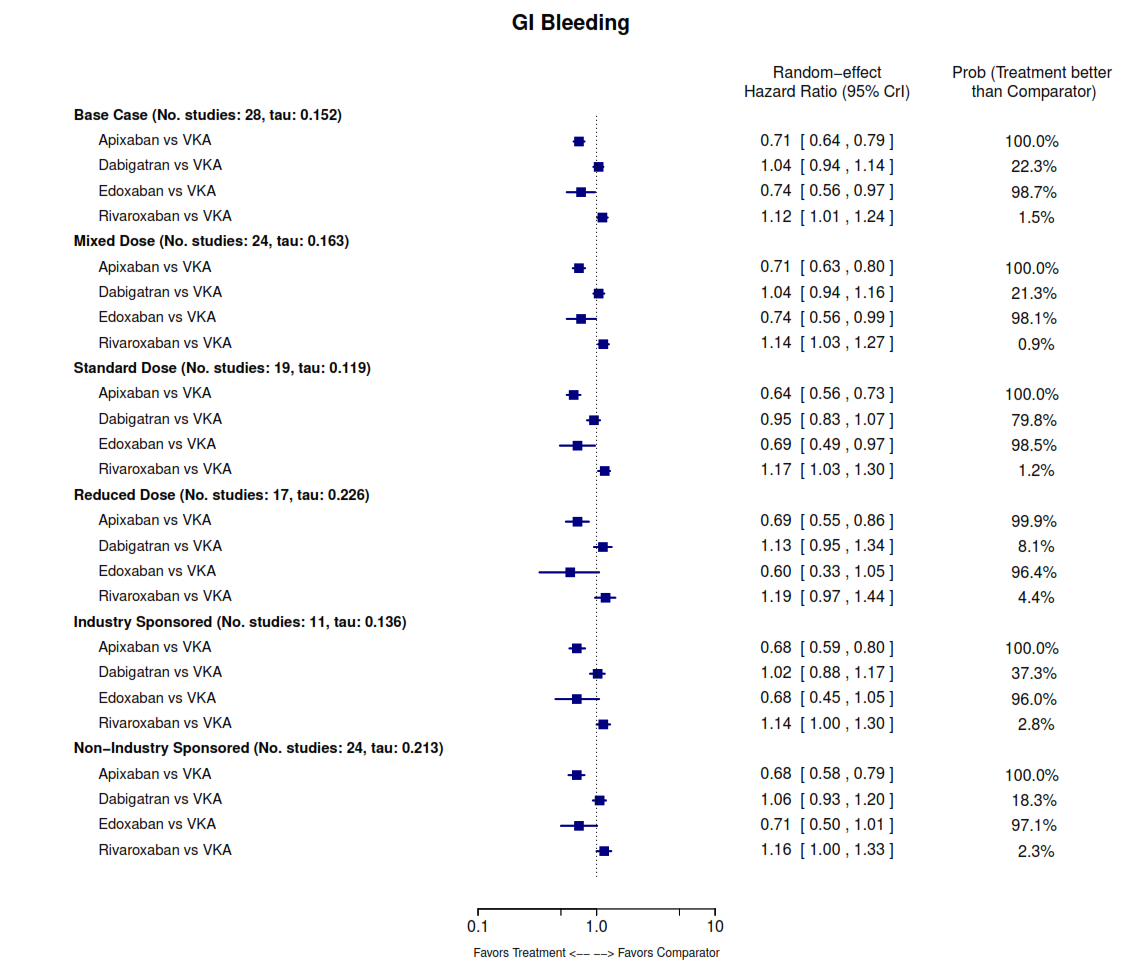 GI Bleeding
Random−effect Prob (Treatment better
Hazard Ratio (95% CrI) than Comparator)
Base Case (No. studies: 28, tau: 0.152)
Apixaban vs VKA 0.71 [ 0.64 , 0.79 ] 100.0%
Dabigatran vs VKA 1.04 [ 0.94 , 1.14 ] 22.3%
Edoxaban vs VKA 0.74 [ 0.56 , 0.97 ] 98.7%
Rivaroxaban vs VKA 1.12 [ 1.01 , 1.24 ] 1.5%
Mixed Dose (No. studies: 24, tau: 0.163)
Apixaban vs VKA 0.71 [ 0.63 , 0.80 ] 100.0%
Dabigatran vs VKA 1.04 [ 0.94 , 1.16 ] 21.3%
Edoxaban vs VKA 0.74 [ 0.56 , 0.99 ] 98.1%
Rivaroxaban vs VKA 1.14 [ 1.03 , 1.27 ] 0.9%
Standard Dose (No. studies: 19, tau: 0.119)
Apixaban vs VKA 0.64 [ 0.56 , 0.73 ] 100.0%
Dabigatran vs VKA 0.95 [ 0.83 , 1.07 ] 79.8%
Edoxaban vs VKA 0.69 [ 0.49 , 0.97 ] 98.5%
Rivaroxaban vs VKA 1.17 [ 1.03 , 1.30 ] 1.2%
Reduced Dose (No. studies: 17, tau: 0.226)
Apixaban vs VKA 0.69 [ 0.55 , 0.86 ] 99.9%
Dabigatran vs VKA 1.13 [ 0.95 , 1.34 ] 8.1%
Edoxaban vs VKA 0.60 [ 0.33 , 1.05 ] 96.4%
Rivaroxaban vs VKA 1.19 [ 0.97 , 1.44 ] 4.4%
Industry Sponsored (No. studies: 11, tau: 0.136)
Apixaban vs VKA 0.68 [ 0.59 , 0.80 ] 100.0%
Dabigatran vs VKA 1.02 [ 0.88 , 1.17 ] 37.3%
Edoxaban vs VKA 0.68 [ 0.45 , 1.05 ] 96.0%
Rivaroxaban vs VKA 1.14 [ 1.00 , 1.30 ] 2.8%
Non−Industry Sponsored (No. studies: 24, tau: 0.213)
Apixaban vs VKA 0.68 [ 0.58 , 0.79 ] 100.0%
Dabigatran vs VKA 1.06 [ 0.93 , 1.20 ] 18.3%
Edoxaban vs VKA 0.71 [ 0.50 , 1.01 ] 97.1%
Rivaroxaban vs VKA 1.16 [ 1.00 , 1.33 ] 2.3%
0.1 1.0 10
Favors Treatment <−− −−> Favors Comparator